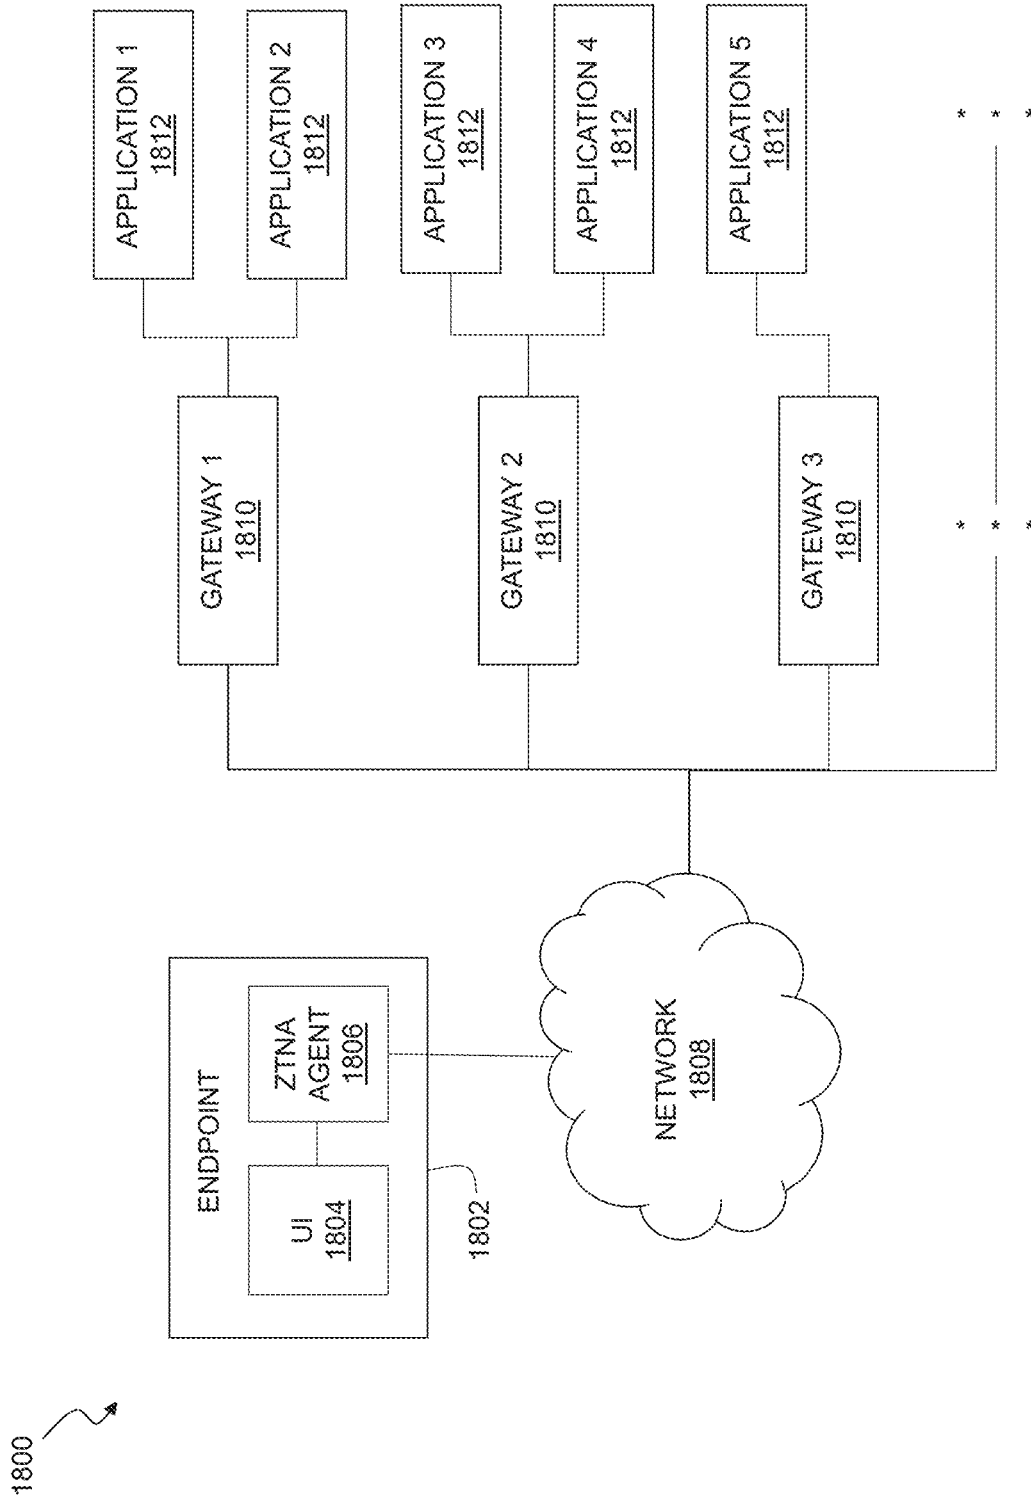 1800
ENDPOINT
UI
1804
ZTNA
AGENT
1806
1802
NETWORK
1808
GATEWAY 1
1810
GATEWAY 2
1810
GATEWAY 3
1810
*
*
*
APPLICATION 1
1812
APPLICATION 2
1812
APPLICATION 3
1812
APPLICATION 4
1812
APPLICATION 5
1812
*
*
*